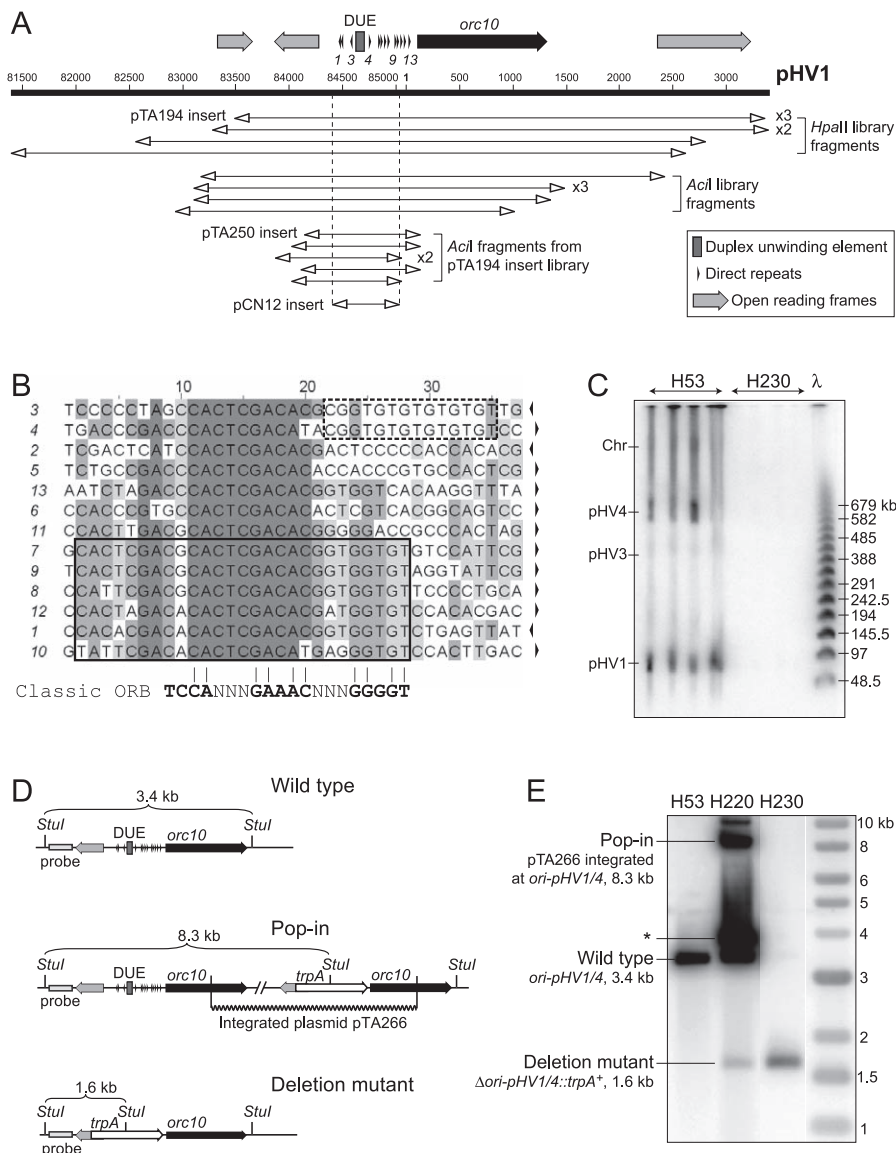 A
DUE
orc10
1 3 4 9 13
pHV1
81500 82000 82500 83000 83500 84000 84500 85000 1 500 1000 1500 2000 2500 3000
pTA194 insert
x3
x2
HpaII library
fragments
x3
AciI library
fragments
pTA250 insert
x2
AciI fragments from
pTA194 insert library
pCN12 insert
Duplex unwinding element
Direct repeats
Open reading frames
B
10 20 30
3 TCCCCCTAGCCACTCGACACGCGGTGTGTGTGTGTTG
4 TGACCCGACCCACTCGACATACGGTGTGTGTGTGTCC
2 TCGACTCATCCACTCGACACGACTCCCCCACCACACG
5 TCTGCCGACCCACTCGACACACCACCCGTGCCACTCG
13 AATCTAGACCCACTCGACACGGTGGTCACAAGGTTTA
6 CCACCCGTGCCACTCGACACACTCGTCACGGCAGTCC
11 CCACTTGACGCACTCGACACGGGGGACCGCCCACTAG
7 GCACTCGACGCACTCGACACGGTGGTGTGTCCATTCG
9 TCACTCGACACACTCGACACGGTGGTGTAGGTATTCG
8 CCATTCGACACACTCGACACGGTGGTGTTCCCCTGCA
12 CCACTAGACACACTCGACACGATGGTGTCCACACGAC
1 CCACACGACACACTCGACACGGTGGTGTCTGAGTTAT
10 GTATTCGACACACTCGACATGAGGGTGTCCACTTGAC
Classic ORB TCCANNNGAAACNNNGGGGT
C
H53 H230 λ
Chr
pHV4
pHV3
pHV1
679 kb
582
485
388
291
242.5
194
145.5
97
48.5
D
Wild type
3.4 kb
StuI StuI
DUE orc10
probe
Pop-in
8.3 kb
StuI StuI StuI
DUE orc10 trpA orc10
probe
Integrated plasmid pTA266
Deletion mutant
1.6 kb
StuI StuI
trpA orc10
probe
E
H53 H220 H230
Pop-in
pTA266 integrated
at ori-pHV1/4, 8.3 kb
*
Wild type
ori-pHV1/4, 3.4 kb
Deletion mutant
Δori-pHV1/4::trpA+, 1.6 kb
10 kb
8
6
5
4
3
2
1.5
1